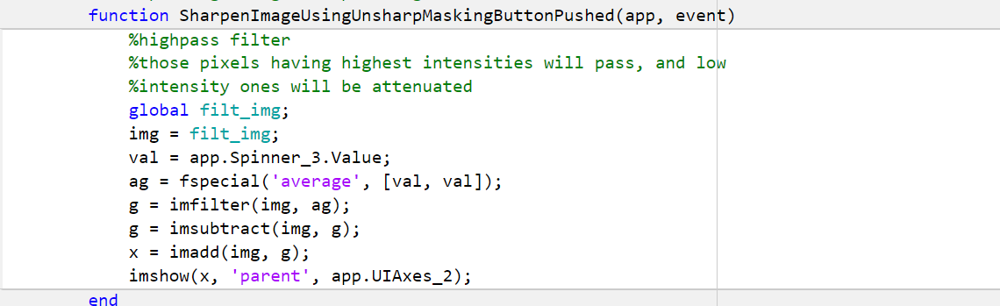 function SharpenImageUsingUnsharpMaskingButtonPushed(app, event)
%highpass filter
%those pixels having highest intensities will pass, and low
%intensity ones will be attenuated
global filt_img;
img = filt_img;
val = app.Spinner_3.Value;
ag = fspecial('average', [val, val]);
g = imfilter(img, ag);
g = imsubtract(img, g);
x = imadd(img, g);
imshow(x, 'parent', app.UIAxes_2);
end